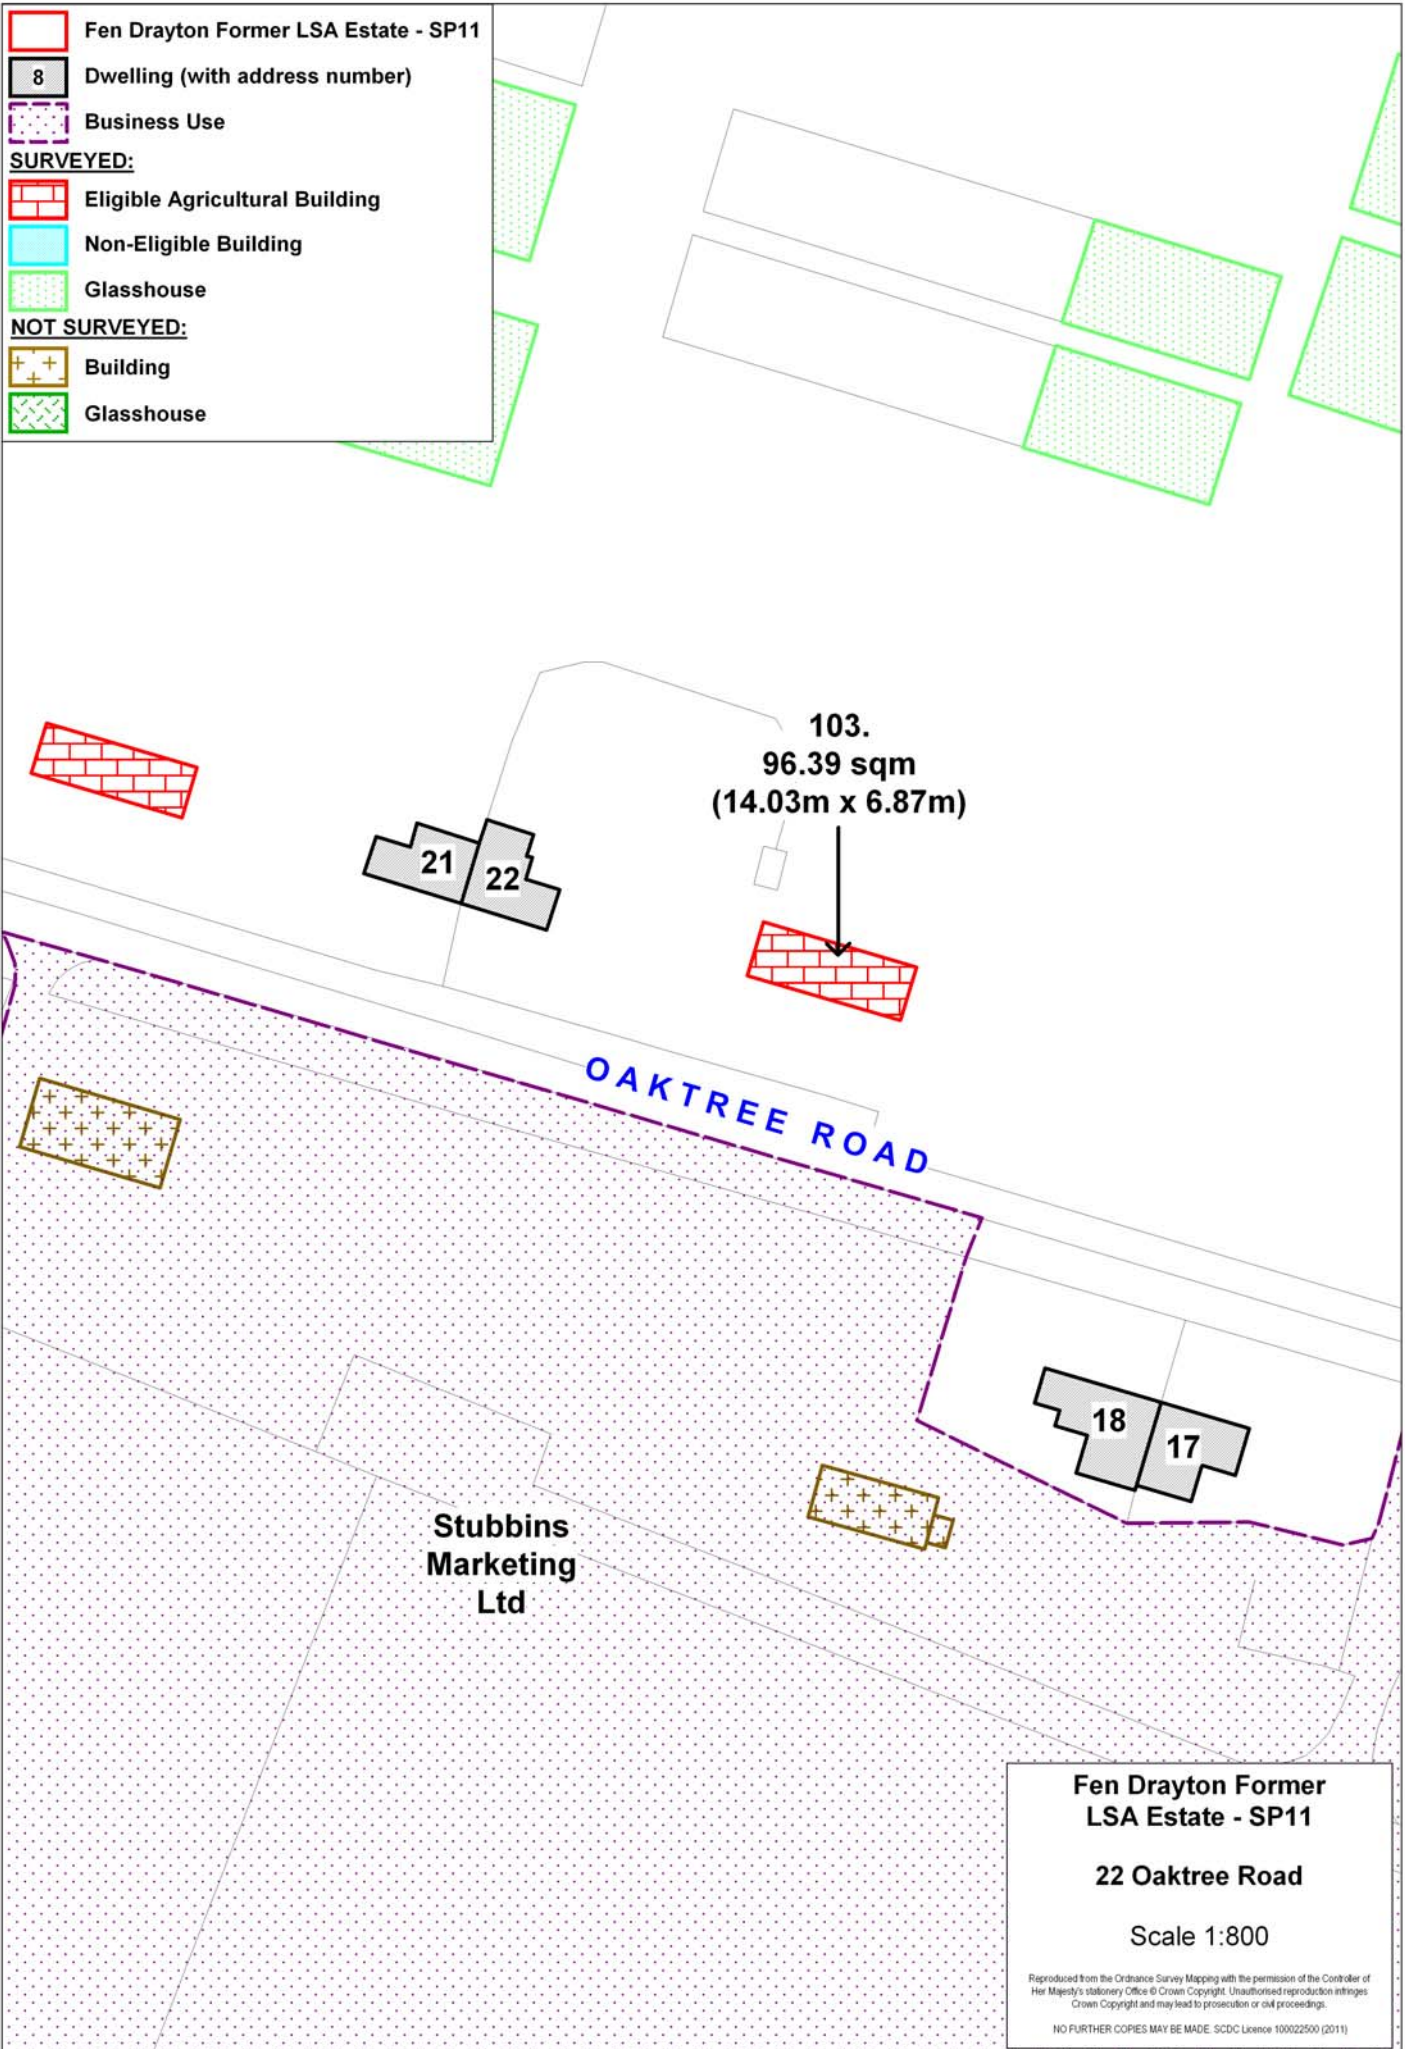 Fen Drayton Former LSA Estate - SP11
8
Dwelling (with address number)
Business Use
SURVEYED:
Eligible Agricultural Building
Non-Eligible Building
Glasshouse
NOT SURVEYED:
Building
Glasshouse
103.
96.39 sqm
(14.03m x 6.87m)
21
22
OAKTREE ROAD
18
17
Stubbins
Marketing
Ltd
Fen Drayton Former
LSA Estate - SP11
22 Oaktree Road
Scale 1:800
Reproduced from the Ordnance Survey Mapping with the permission of the Controller of
Her Majesty's stationery Office © Crown Copyright. Unauthorised reproduction infringes
Crown Copyright and may lead to prosecution or civil proceedings.
NO FURTHER COPIES MAY BE MADE. SCDC Licence 100022500 (2011)